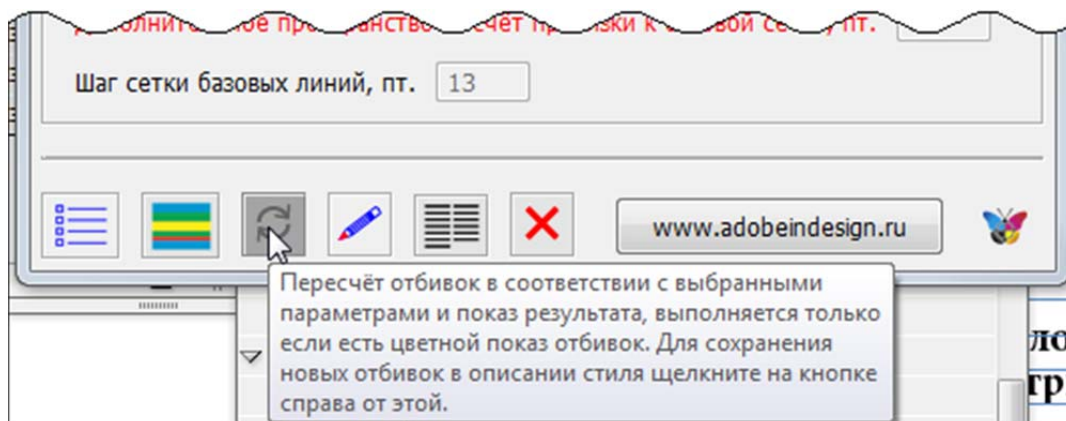 пт.
Шаг сетки базовых линий, пт. 13
www.adobeindesign.ru
Пересчёт отбивок в соответствии с выбранными
параметрами и показ результата, выполняется только
если есть цветной показ отбивок. Для сохранения
новых отбивок в описании стиля щелкните на кнопке
справа от этой.